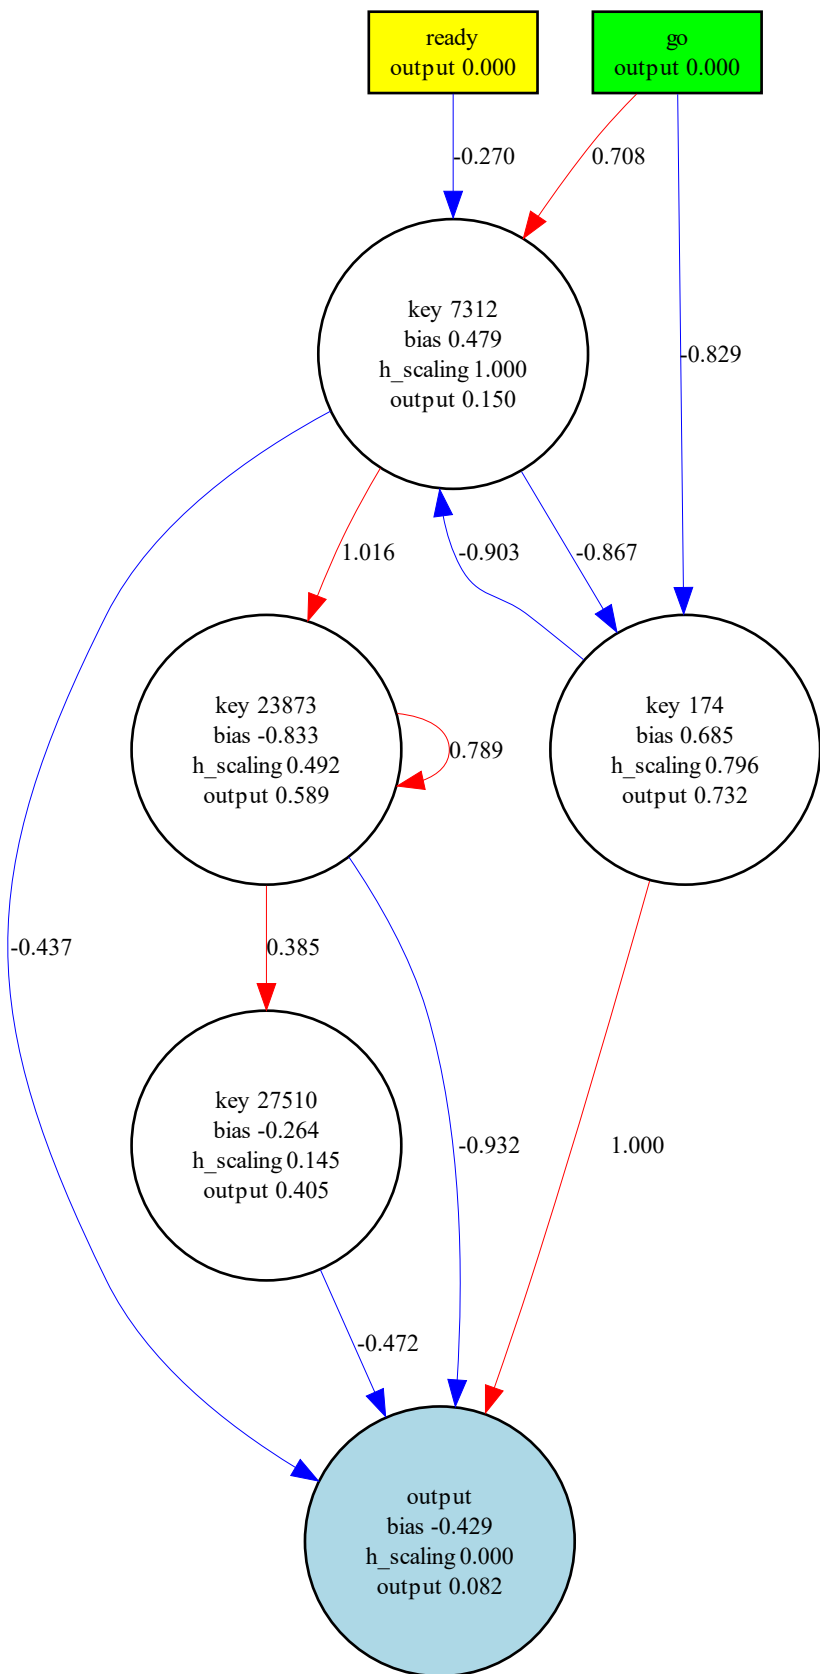 ready
output 0.000
go
output 0.000
-0.270
0.708
key 7312
bias 0.479
h_scaling 1.000
output 0.150
-0.829
1.016
-0.903
-0.867
key 23873
bias -0.833
h_scaling 0.492
output 0.589
0.789
key 174
bias 0.685
h_scaling 0.796
output 0.732
-0.437
0.385
key 27510
bias -0.264
h_scaling 0.145
output 0.405
-0.932
1.000
-0.472
output
bias -0.429
h_scaling 0.000
output 0.082